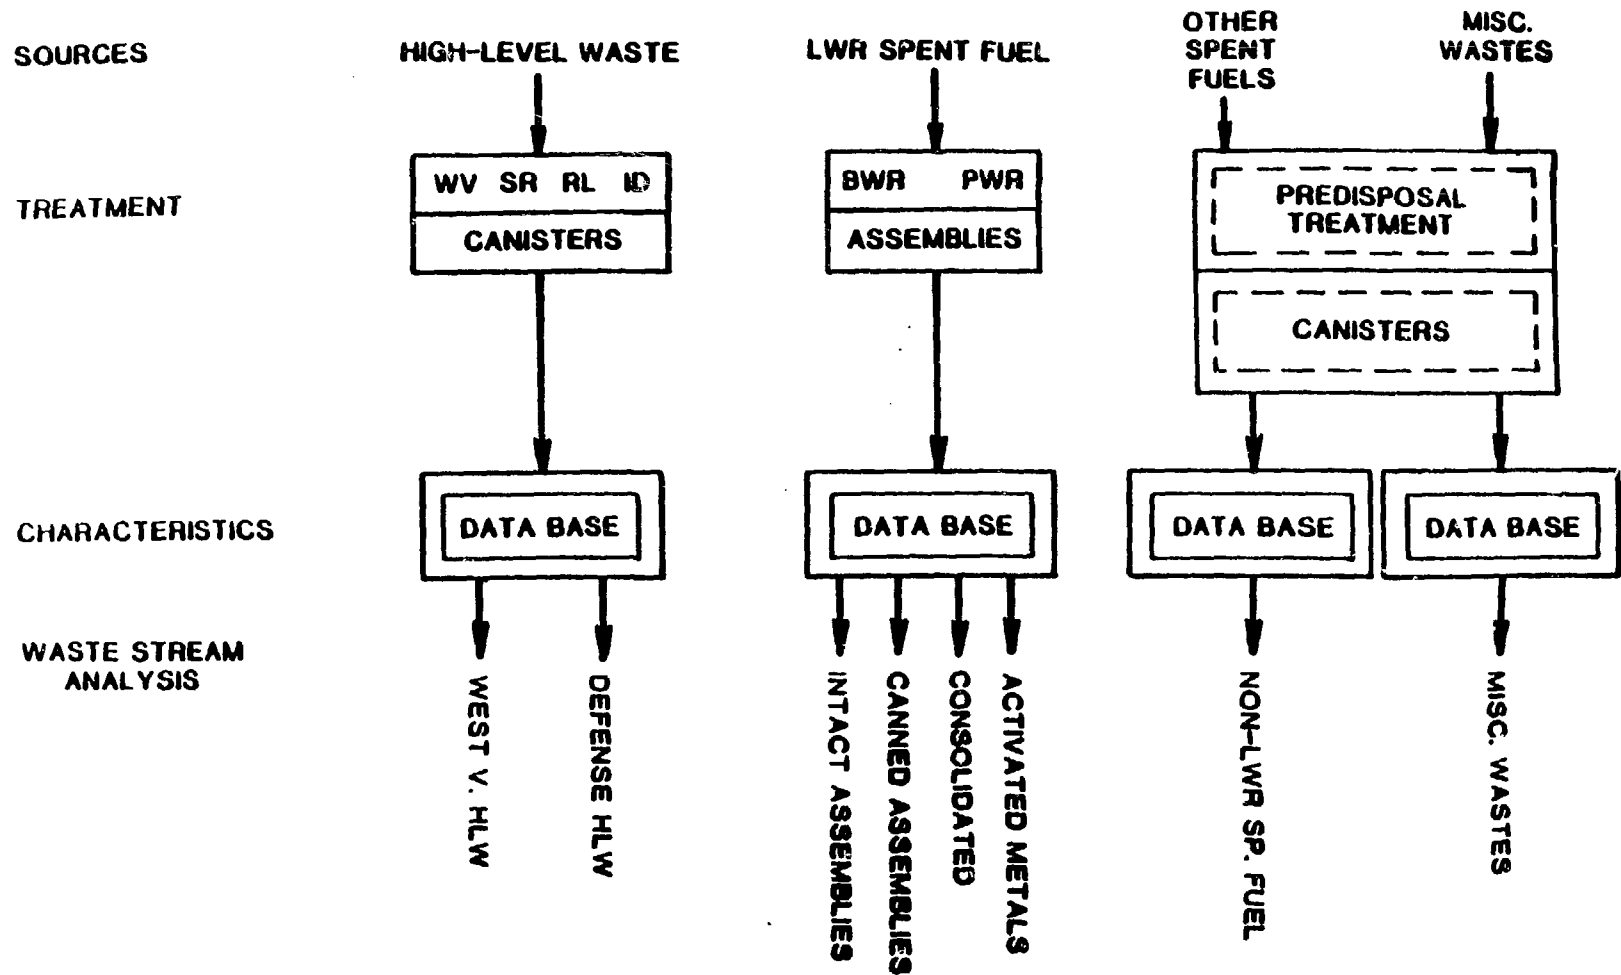 SOURCES
HIGH-LEVEL WASTE
LWR SPENT FUEL
OTHER
SPENT
FUELS
MISC.
WASTES
TREATMENT
WV SR RL ID
CANISTERS
BWR PWR
ASSEMBLIES
PREDISPOSAL
TREATMENT
CANISTERS
CHARACTERISTICS
DATA BASE
DATA BASE
DATA BASE
DATA BASE
WASTE STREAM
ANALYSIS
WEST V. HLW
DEFENSE HLW
INTACT ASSEMBLIES
CANNED ASSEMBLIES
CONSOLIDATED
ACTIVATED METALS
NON-LWR SP. FUEL
MISC. WASTES